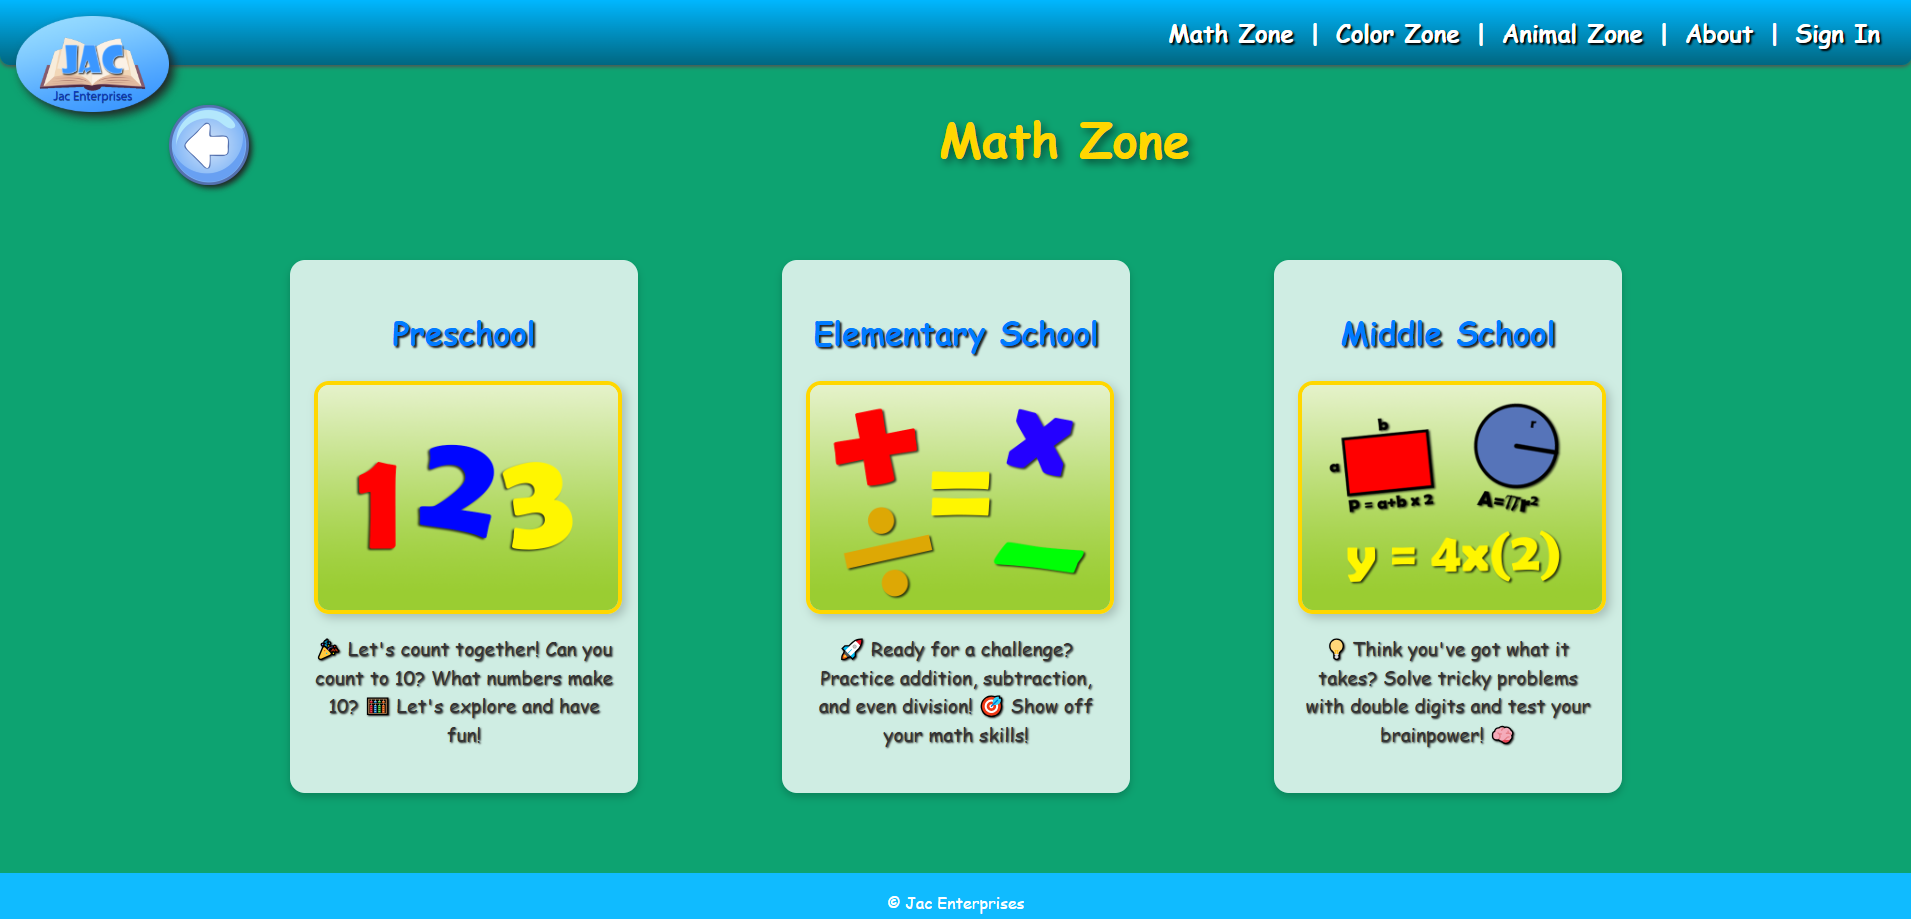 JAC
Jac Enterprises
Math Zone | Color Zone | Animal Zone | About | Sign In
Math Zone
Preschool
1 2 3
🎉 Let's count together! Can you
count to 10? What numbers make
10? 🧮 Let's explore and have
fun!
Elementary School
+ x
=
÷ −
🚀 Ready for a challenge?
Practice addition, subtraction,
and even division! 🎯 Show off
your math skills!
Middle School
b
r
a
P = a+b x 2
A=πr²
y = 4x(2)
💡 Think you've got what it
takes? Solve tricky problems
with double digits and test your
brainpower! 🧠
© Jac Enterprises